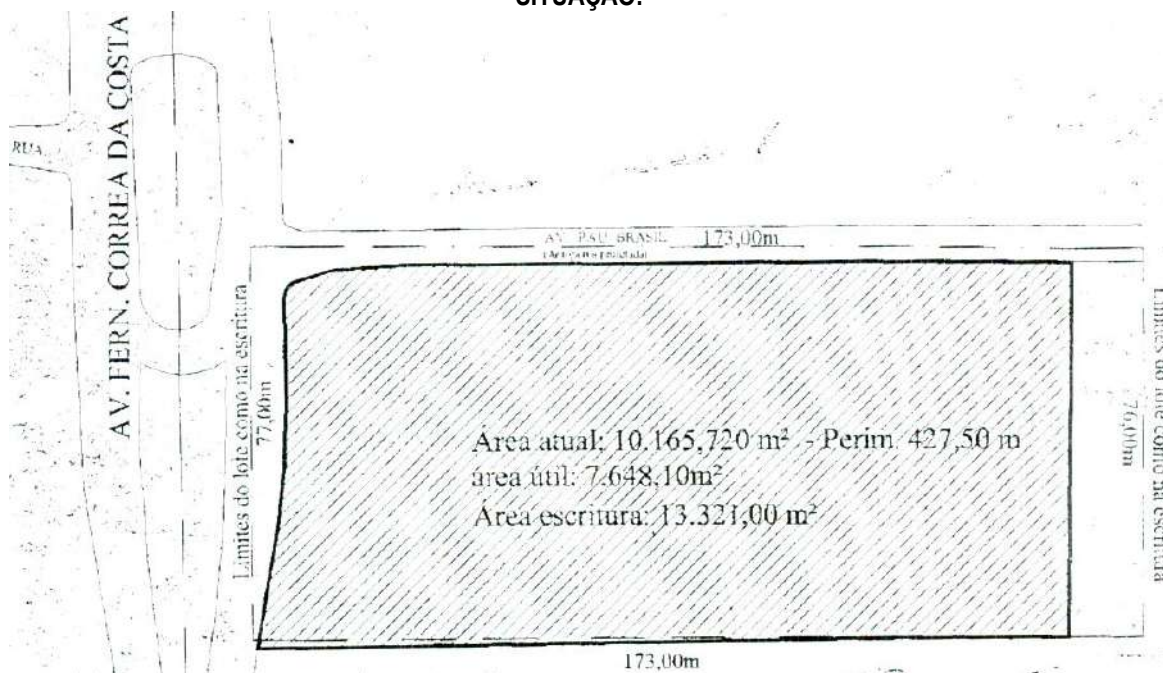 SITUAÇÃO:
AV. FERN. CORREA DA COSTA
RUA
AV. PAU BRASIL 173,00m
Limites do lote como na escritura
77,00m
Área atual: 10.165,720 m² - Perim. 427,50 m
área útil: 7.648,10m²
Área escritura: 13.321,00 m²
76,00m
Limites do lote como na escritura
173,00m